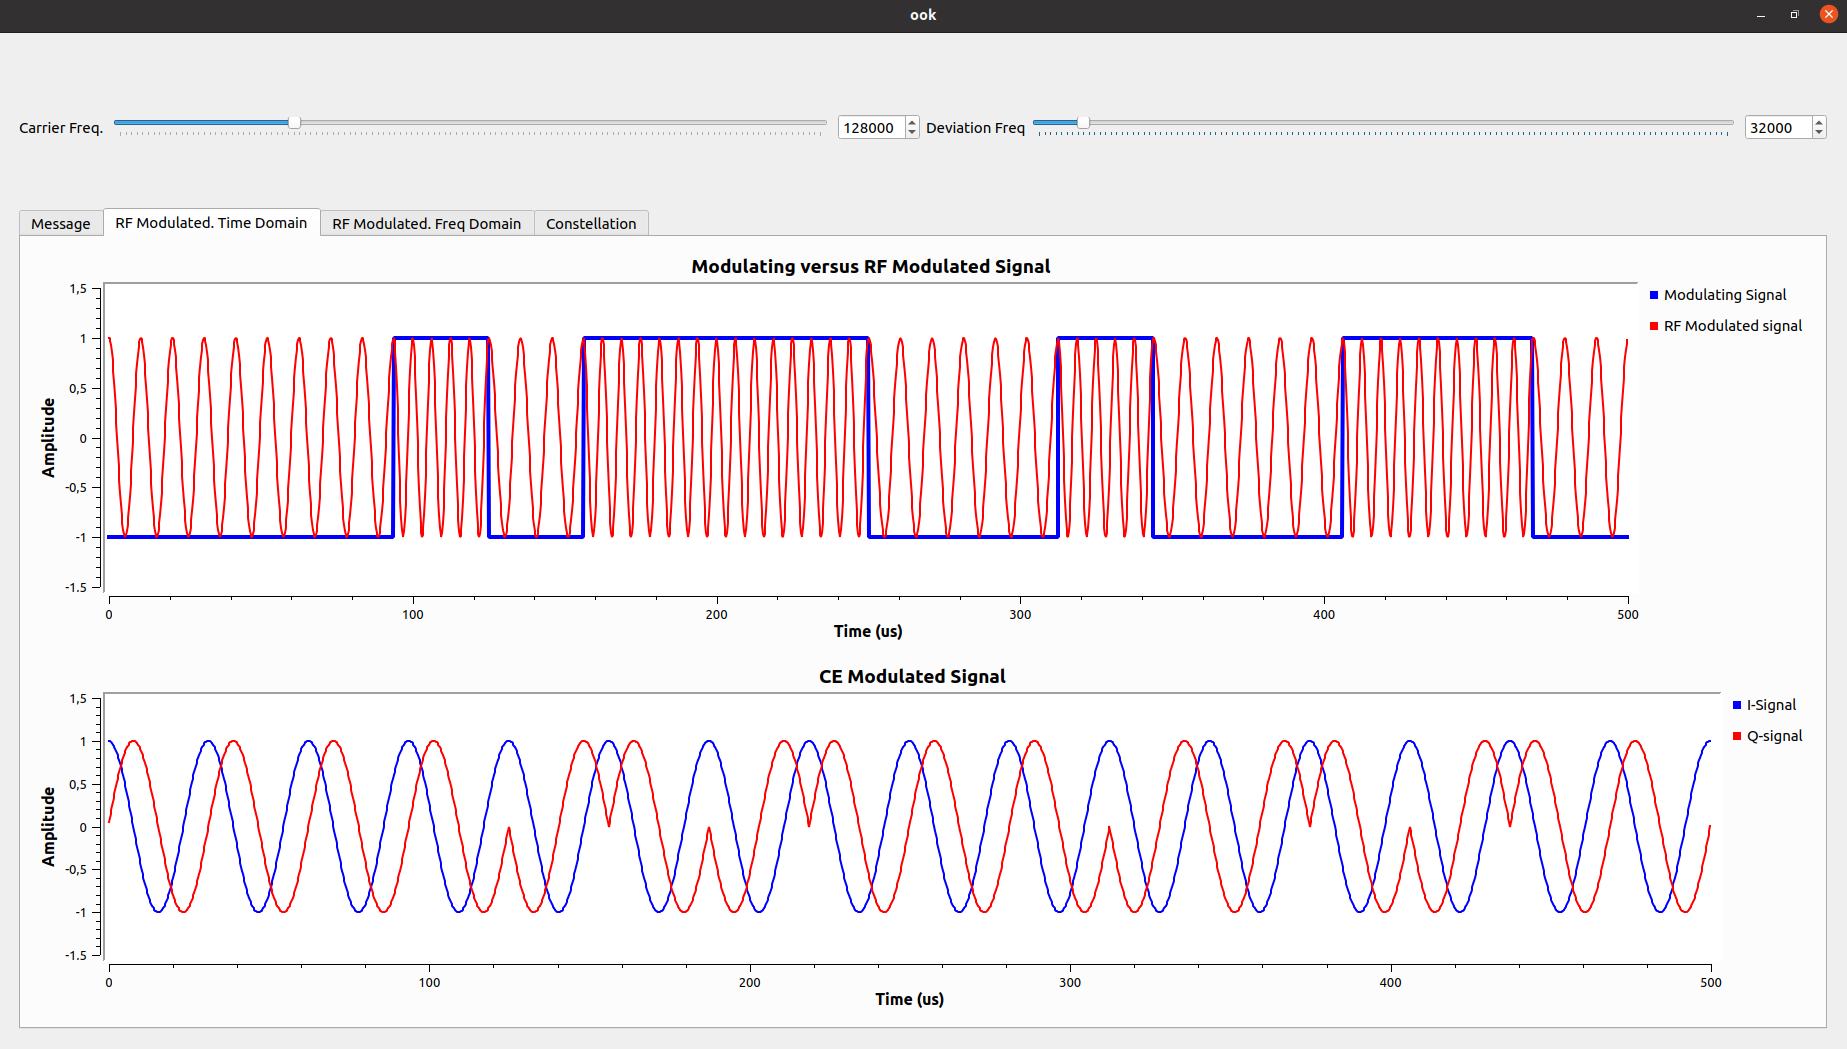 ook
Carrier Freq. 128000 Deviation Freq 32000
Message RF Modulated. Time Domain RF Modulated. Freq Domain Constellation
Modulating versus RF Modulated Signal
1,5
1
0,5
0
-0,5
-1
-1.5
Amplitude
0 100 200 300 400 500
Time (us)
Modulating Signal
RF Modulated signal
CE Modulated Signal
1,5
1
0,5
0
-0,5
-1
-1.5
Amplitude
0 100 200 300 400 500
Time (us)
I-Signal
Q-signal